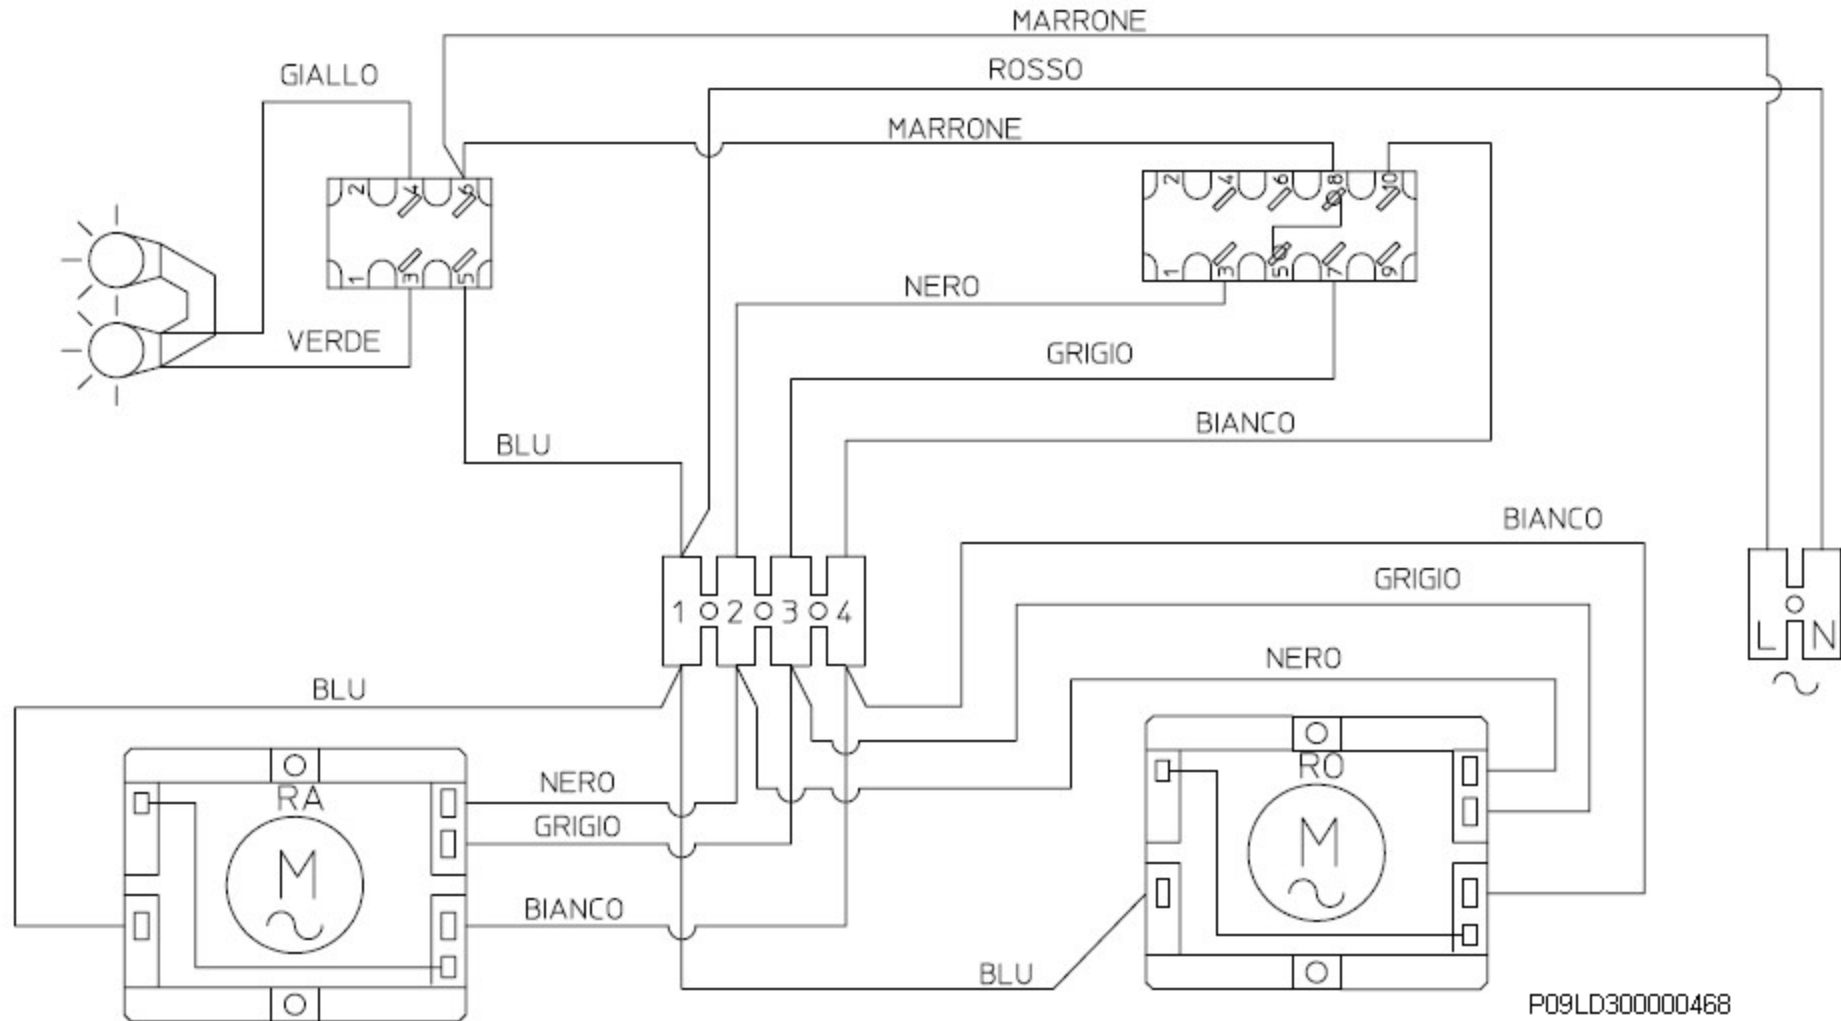 MARRONE
ROSSO
GIALLO
MARRONE
2 4 6
2 4 6 8 10
1 3 5
1 3 5 7 9
NERO
VERDE
GRIGIO
BIANCO
BLU
BIANCO
GRIGIO
1 2 3 4
L N
NERO
BLU
RO
NERO
RA
GRIGIO
M
M
BIANCO
BLU
P09LD300000468